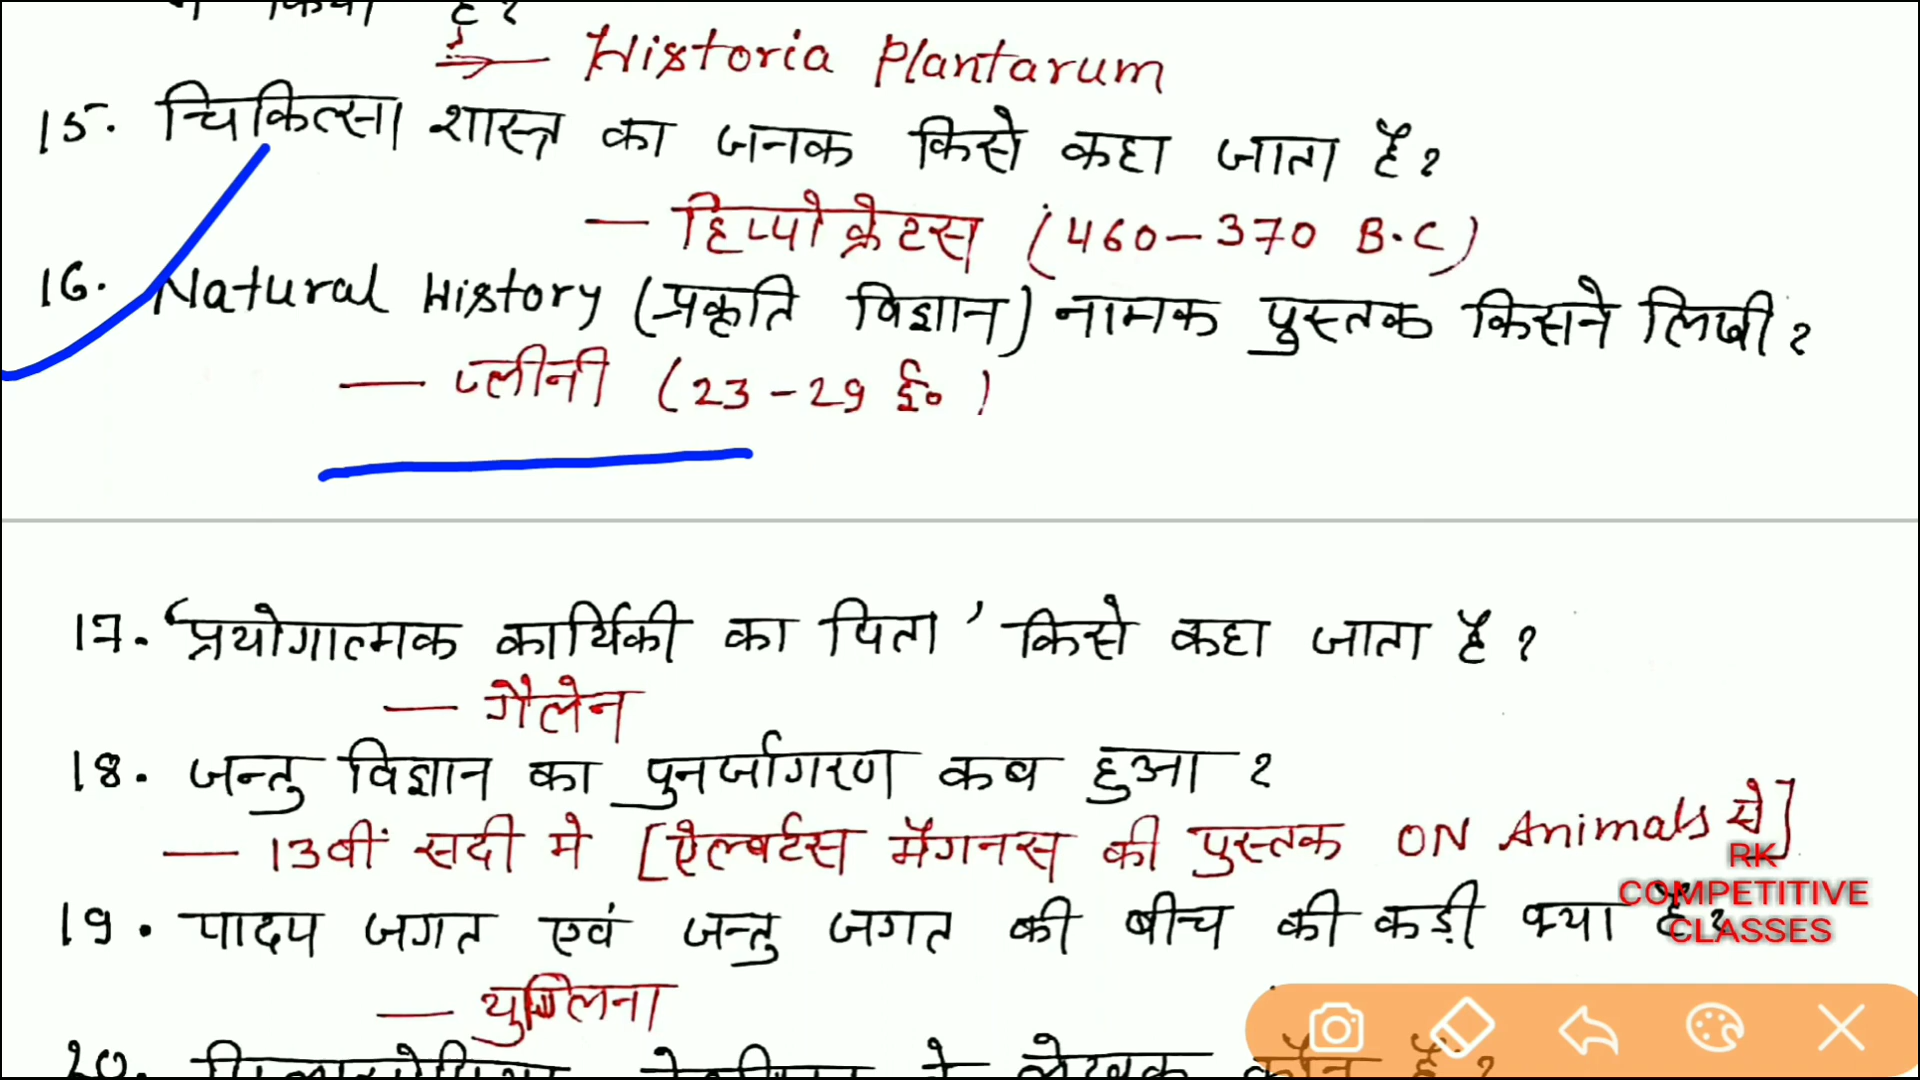 किया है?
→ Historia Plantarum
15. चिकित्सा शास्त्र का जनक किसे कहा जाता है?
— हिप्पोक्रेटस (460-370 B.C)
16. Natural History (प्रकृति विज्ञान) नामक पुस्तक किसने लिखी?
— प्लीनी (23-29 ई०)
17. 'प्रयोगात्मक कार्यिकी का पिता' किसे कहा जाता है?
— गैलेन
18. जन्तु विज्ञान का पुनर्जागरण कब हुआ?
— 13वीं सदी मे [ऐल्बर्टस मैगनस की पुस्तक ON Animals से]
RK
COMPETITIVE
CLASSES
19. पादप जगत एवं जन्तु जगत की बीच की कड़ी क्या है?
— युग्लिना
20. के लेखक कौन हैं?